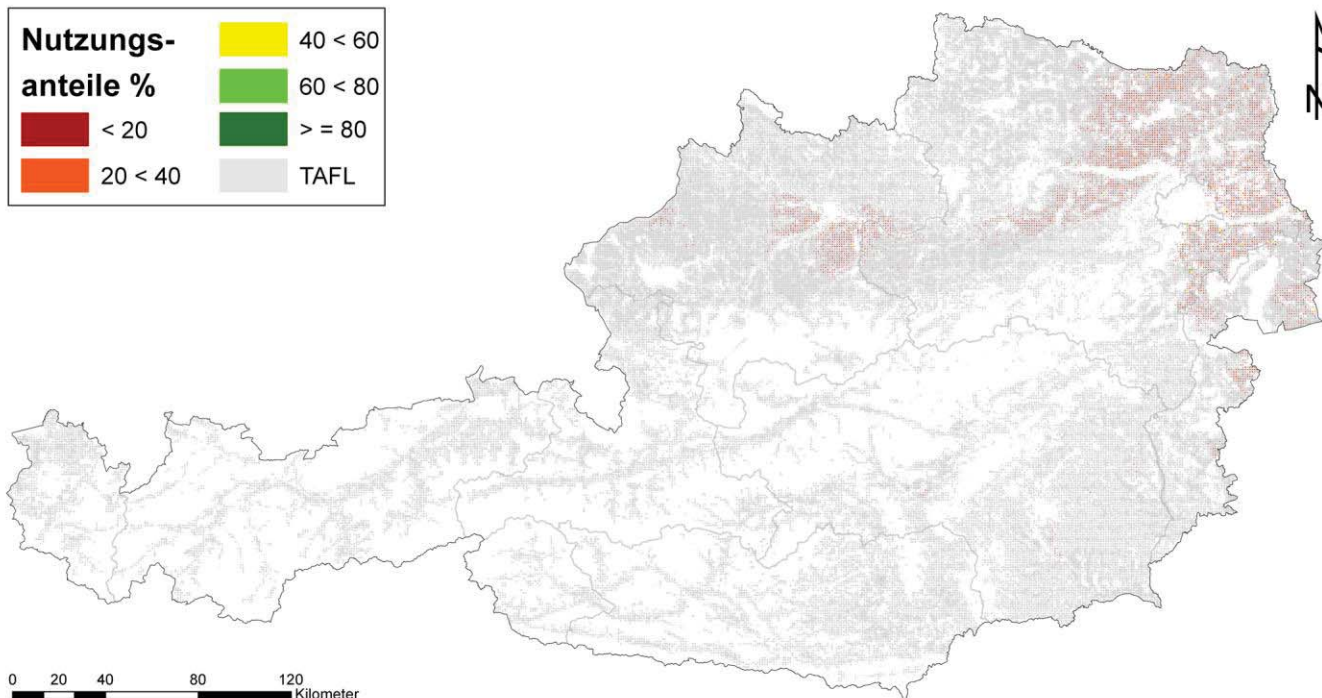 Nutzungs-
anteile %
< 20
20 < 40
40 < 60
60 < 80
> = 80
TAFL
N
0 20 40 80 120
Kilometer